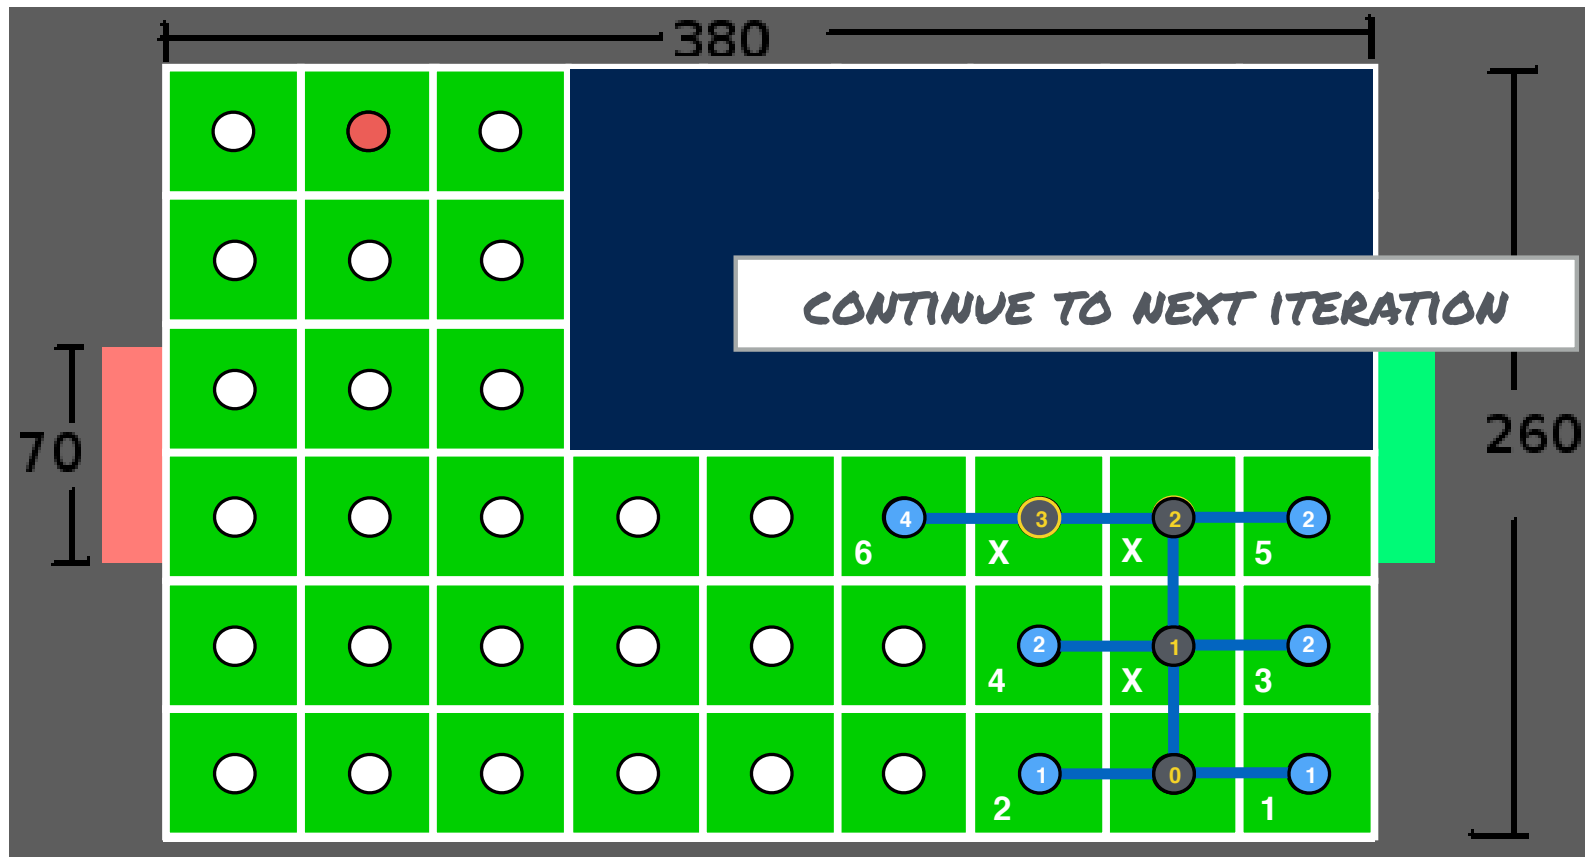 380
CONTINUE TO NEXT ITERATION
70
260
4 3 2 2
6 X X 5
2 1 2
4 X 3
1 0 1
2 1